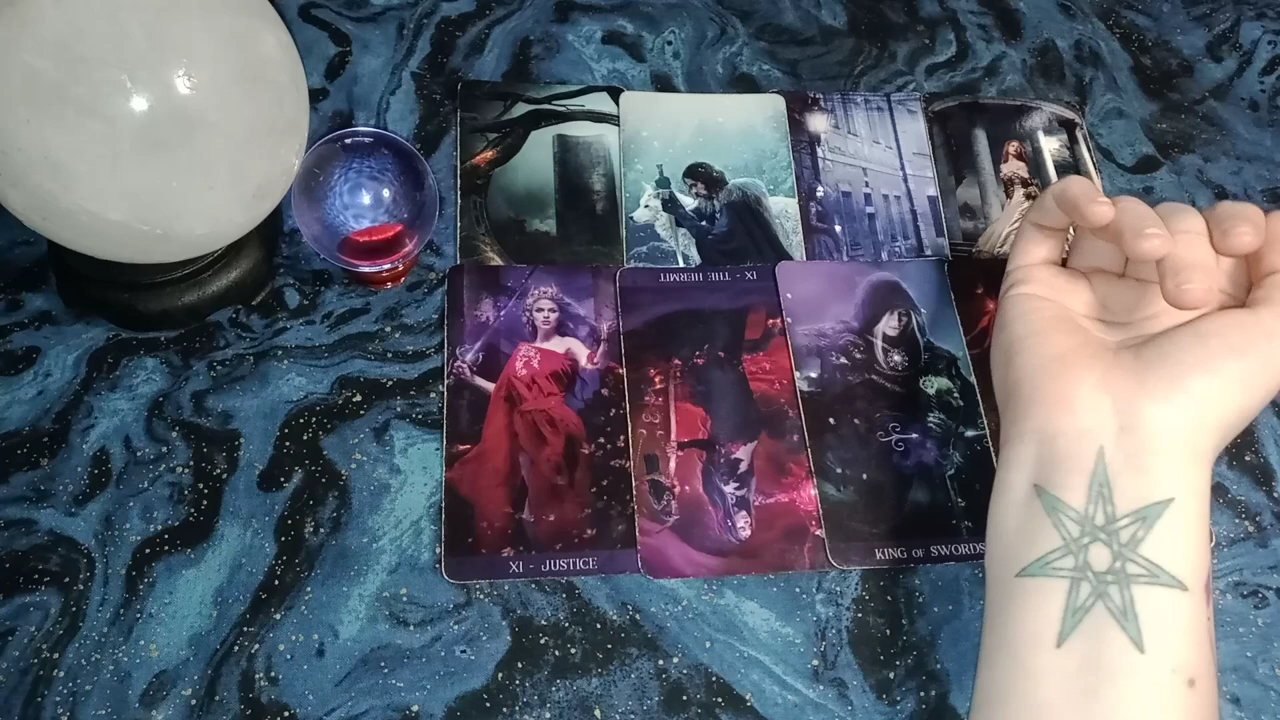 IX - THE HERMIT
XI - JUSTICE
KING OF SWORDS